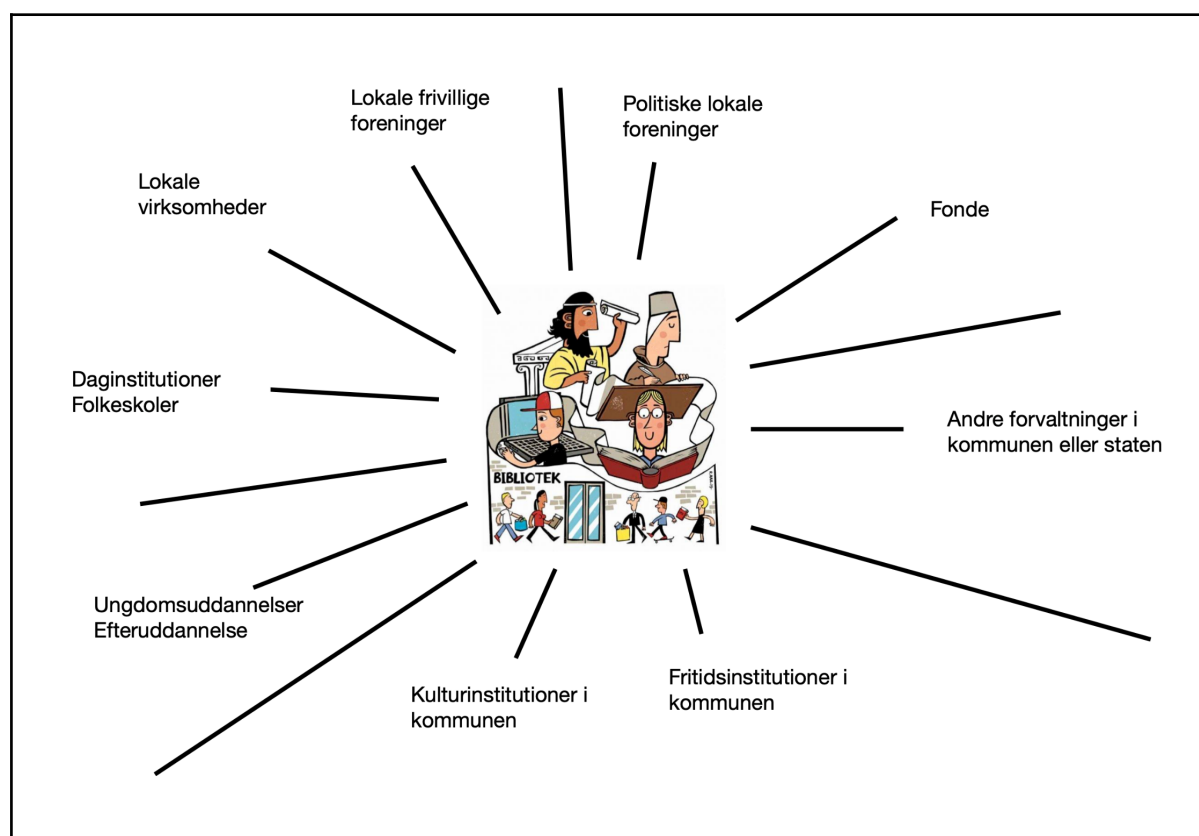 Lokale frivillige
foreninger
Politiske lokale
foreninger
Lokale
virksomheder
Fonde
Daginstitutioner
Folkeskoler
Andre forvaltninger i
kommunen eller staten
BIBLIOTEK
Ungdomsuddannelser
Efteruddannelse
Kulturinstitutioner i
kommunen
Fritidsinstitutioner i
kommunen